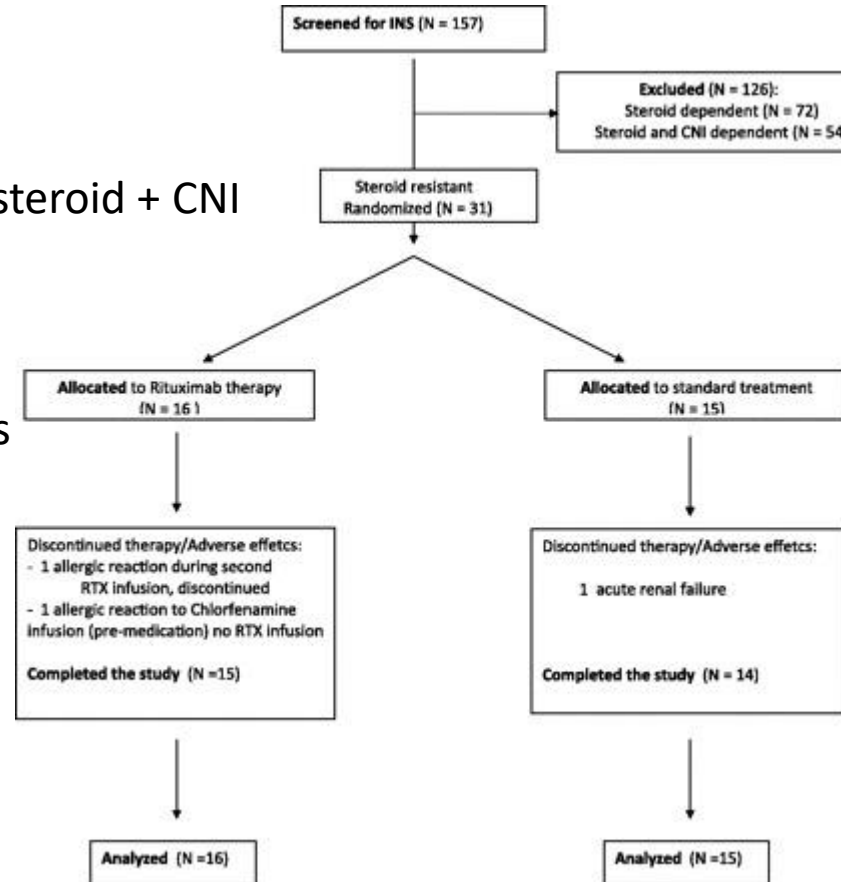 Screened for INS (N = 157)
Excluded (N = 126):
Steroid dependent (N = 72)
Steroid and CNI dependent (N = 54
steroid + CNI
Steroid resistant
Randomized (N = 31)
Allocated to Rituximab therapy
(N = 16 )
Allocated to standard treatment
(N = 15)
s
Discontinued therapy/Adverse effetcs:
- 1 allergic reaction during second
RTX infusion, discontinued
- 1 allergic reaction to Chlorfenamine
infusion (pre-medication) no RTX infusion
Completed the study (N =15)
Discontinued therapy/Adverse effetcs:
1 acute renal failure
Completed the study (N = 14)
Analyzed (N =16)
Analyzed (N =15)